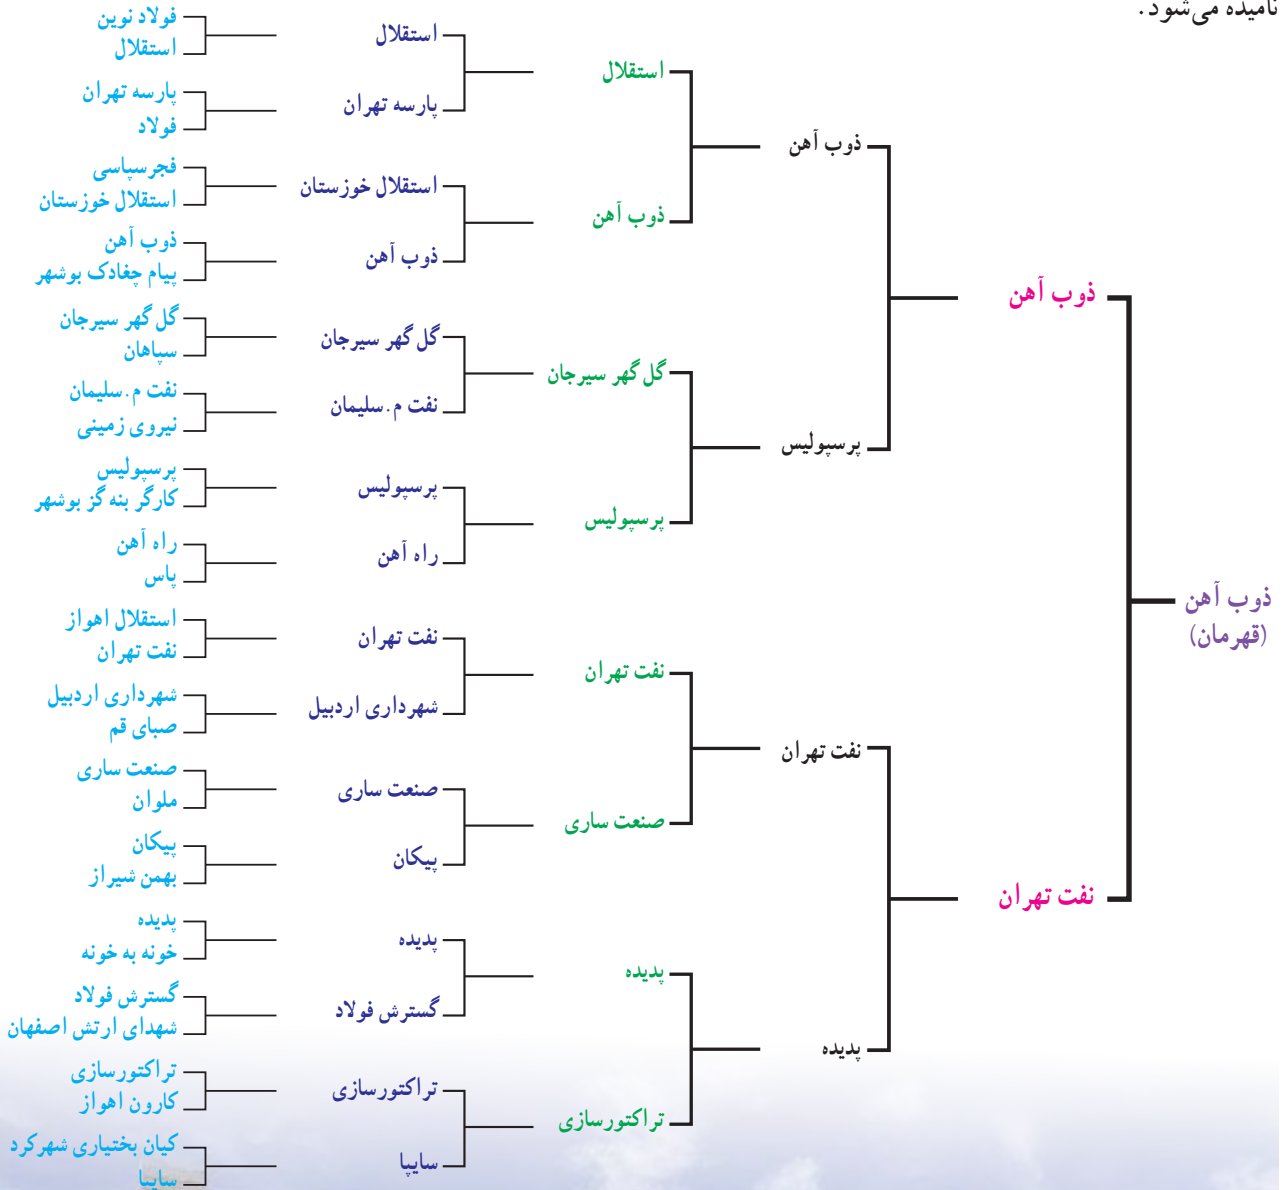 نامیده می‌شود.
فولاد نوین
استقلال
پارسه تهران
فولاد
فجرسپاسی
استقلال خوزستان
ذوب آهن
پیام چغادک بوشهر
گل گهر سیرجان
سپاهان
نفت م.سلیمان
نیروی زمینی
پرسپولیس
کارگر بنه گز بوشهر
راه آهن
پاس
استقلال اهواز
نفت تهران
شهرداری اردبیل
صبای قم
صنعت ساری
ملوان
پیکان
بهمن شیراز
پدیده
خونه به خونه
گسترش فولاد
شهدای ارتش اصفهان
تراکتورسازی
کارون اهواز
کیان بختیاری شهرکرد
سایپا
استقلال
پارسه تهران
استقلال خوزستان
ذوب آهن
گل گهر سیرجان
نفت م.سلیمان
پرسپولیس
راه آهن
نفت تهران
شهرداری اردبیل
صنعت ساری
پیکان
پدیده
گسترش فولاد
تراکتورسازی
سایپا
استقلال
ذوب آهن
گل گهر سیرجان
پرسپولیس
نفت تهران
صنعت ساری
پدیده
تراکتورسازی
ذوب آهن
پرسپولیس
نفت تهران
پدیده
ذوب آهن
نفت تهران
ذوب آهن
(قهرمان)